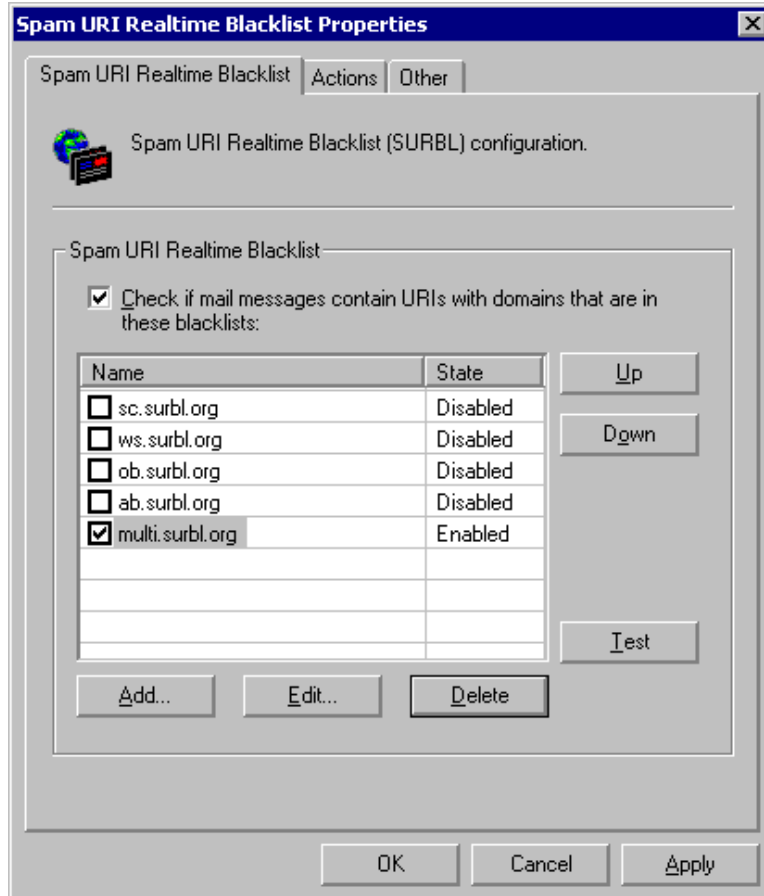 Spam URI Realtime Blacklist Properties
Spam URI Realtime Blacklist Actions Other
Spam URI Realtime Blacklist (SURBL) configuration.
Spam URI Realtime Blacklist
Check if mail messages contain URIs with domains that are in
these blacklists:
Name State
sc.surbl.org Disabled
ws.surbl.org Disabled
ob.surbl.org Disabled
ab.surbl.org Disabled
multi.surbl.org Enabled
Up
Down
Test
Add... Edit... Delete
OK Cancel Apply